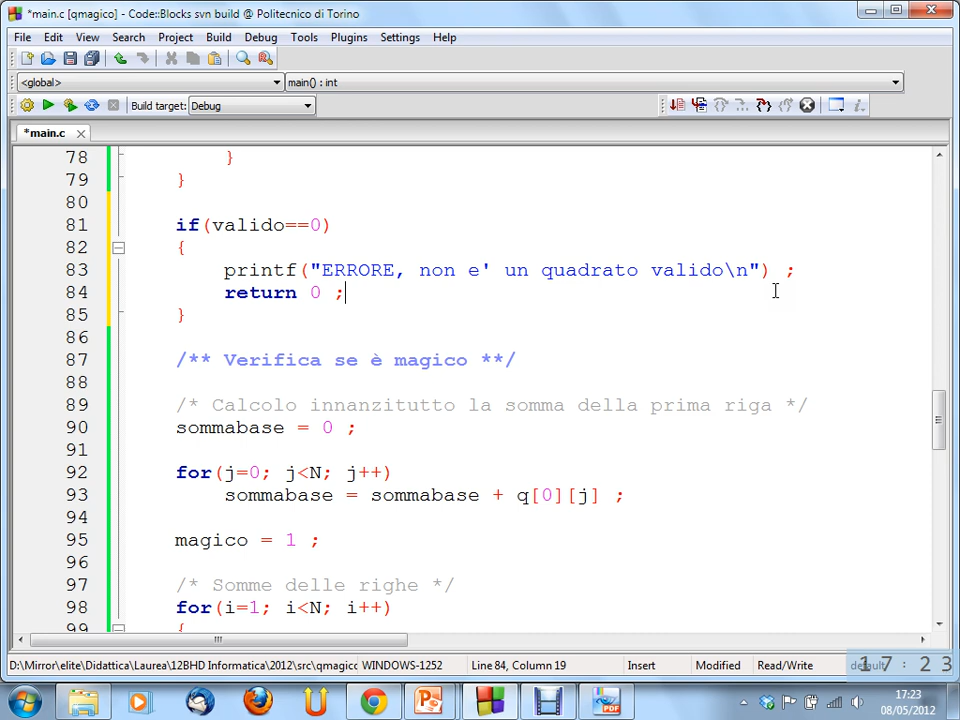 *main.c [qmagico] - Code::Blocks svn build @ Politecnico di Torino
File Edit View Search Project Build Debug Tools Plugins Settings Help
<global> main() : int
Build target: Debug
*main.c
78 }
79 }
80
81 if(valido==0)
82 {
83 printf("ERRORE, non e' un quadrato valido\n") ;
84 return 0 ;
85 }
86
87 /** Verifica se è magico **/
88
89 /* Calcolo innanzitutto la somma della prima riga */
90 sommabase = 0 ;
91
92 for(j=0; j<N; j++)
93 sommabase = sommabase + q[0][j] ;
94
95 magico = 1 ;
96
97 /* Somme delle righe */
98 for(i=1; i<N; i++)
99 {
D:\Mirror\elite\Didattica\Laurea\12BHD Informatica\2012\src\qmagico WINDOWS-1252 Line 84, Column 19 Insert Modified Read/Write default
17:23
17:23
08/05/2012